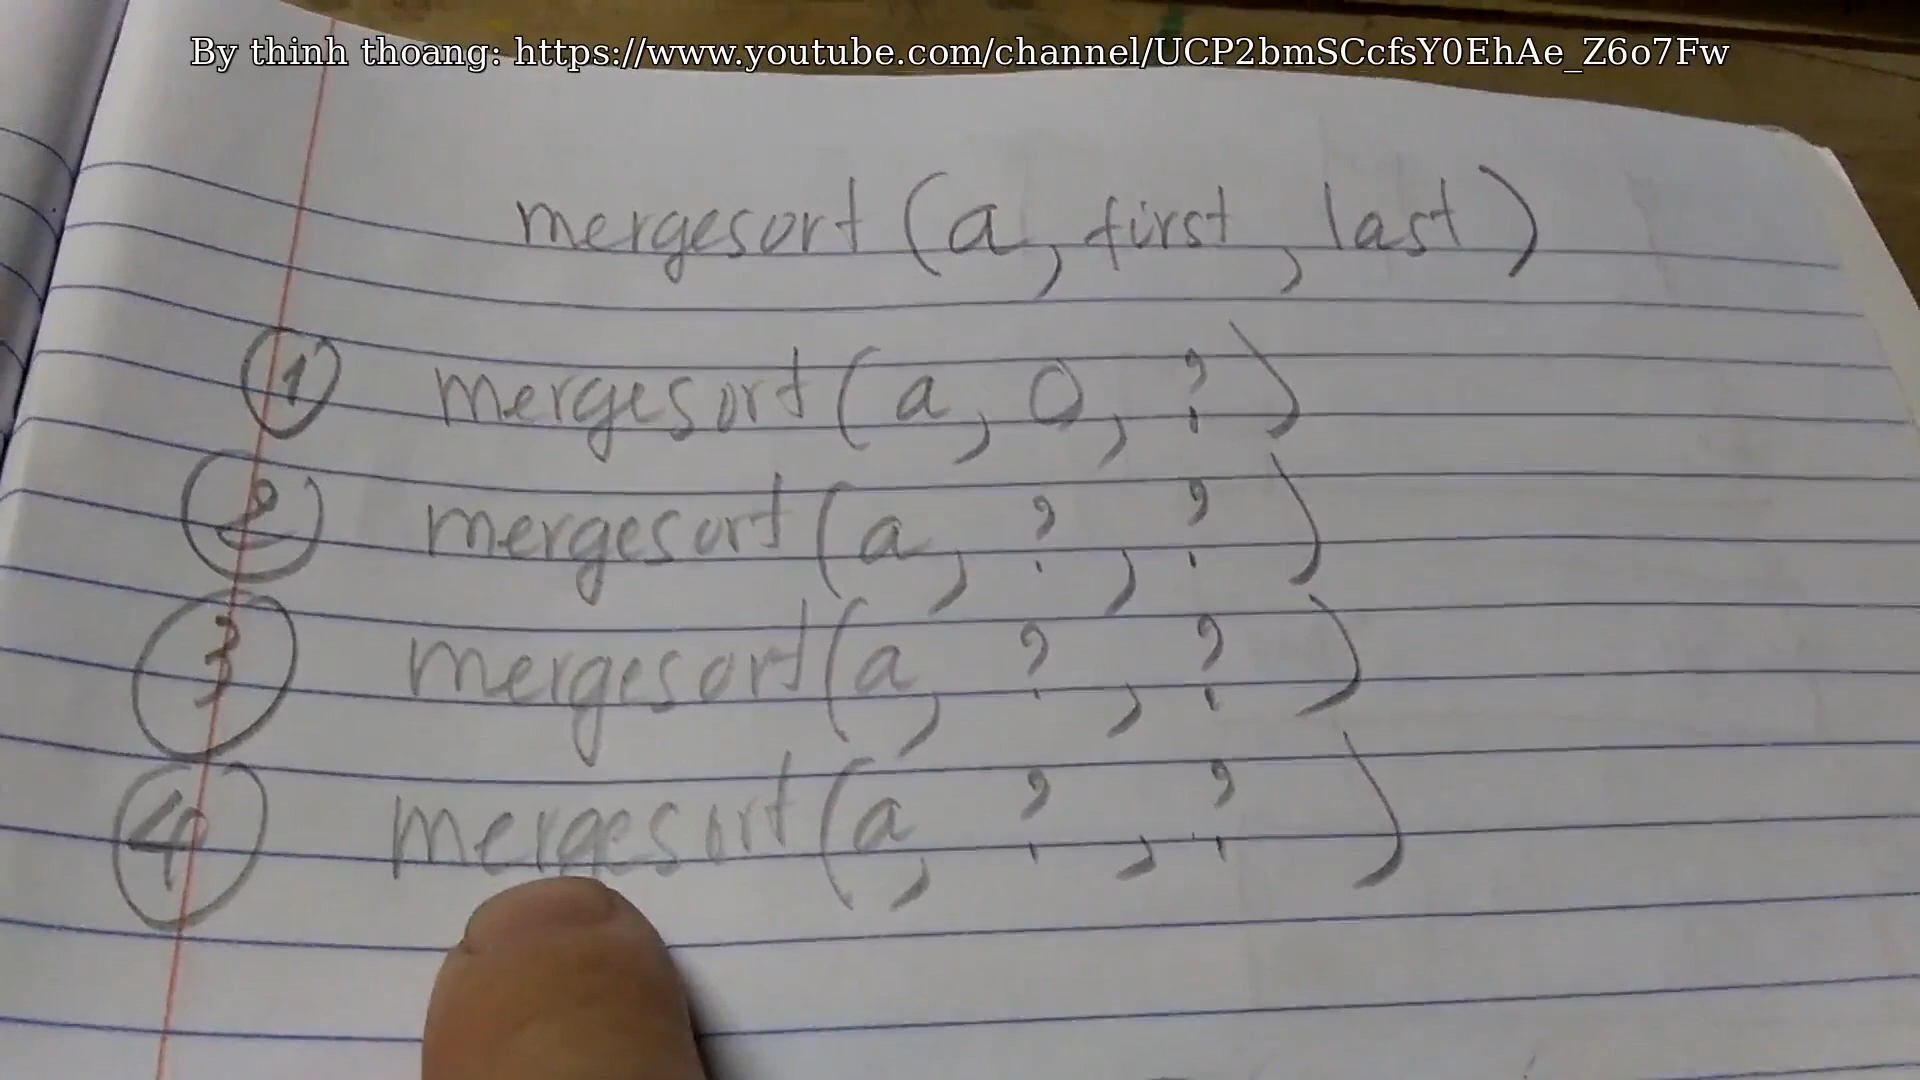 By thinh thoang: https://www.youtube.com/channel/UCP2bmSCcfsY0EhAe_Z6o7Fw
mergesort (a, first, last)
① mergesort (a, 0, ?)
② mergesort (a, ?, ?)
③ mergesort (a, ?, ?)
④ mergesort (a, ?, ?)